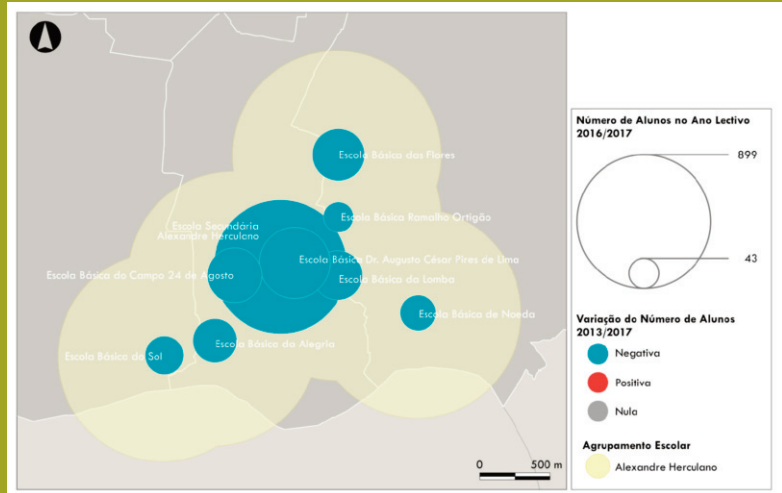 Escola Básica das Flores
Escola Básica Ramalho Ortigão
Escola Secundária
Alexandre Herculano
Escola Básica Dr. Augusto César Pires de Lima
Escola Básica do Campo 24 de Agosto
Escola Básica da Lomba
Escola Básica de Noeda
Escola Básica da Alegria
Escola Básica do Sol
0 500 m
Número de Alunos no Ano Lectivo
2016/2017
899
43
Variação do Número de Alunos
2013/2017
Negativa
Positiva
Nula
Agrupamento Escolar
Alexandre Herculano